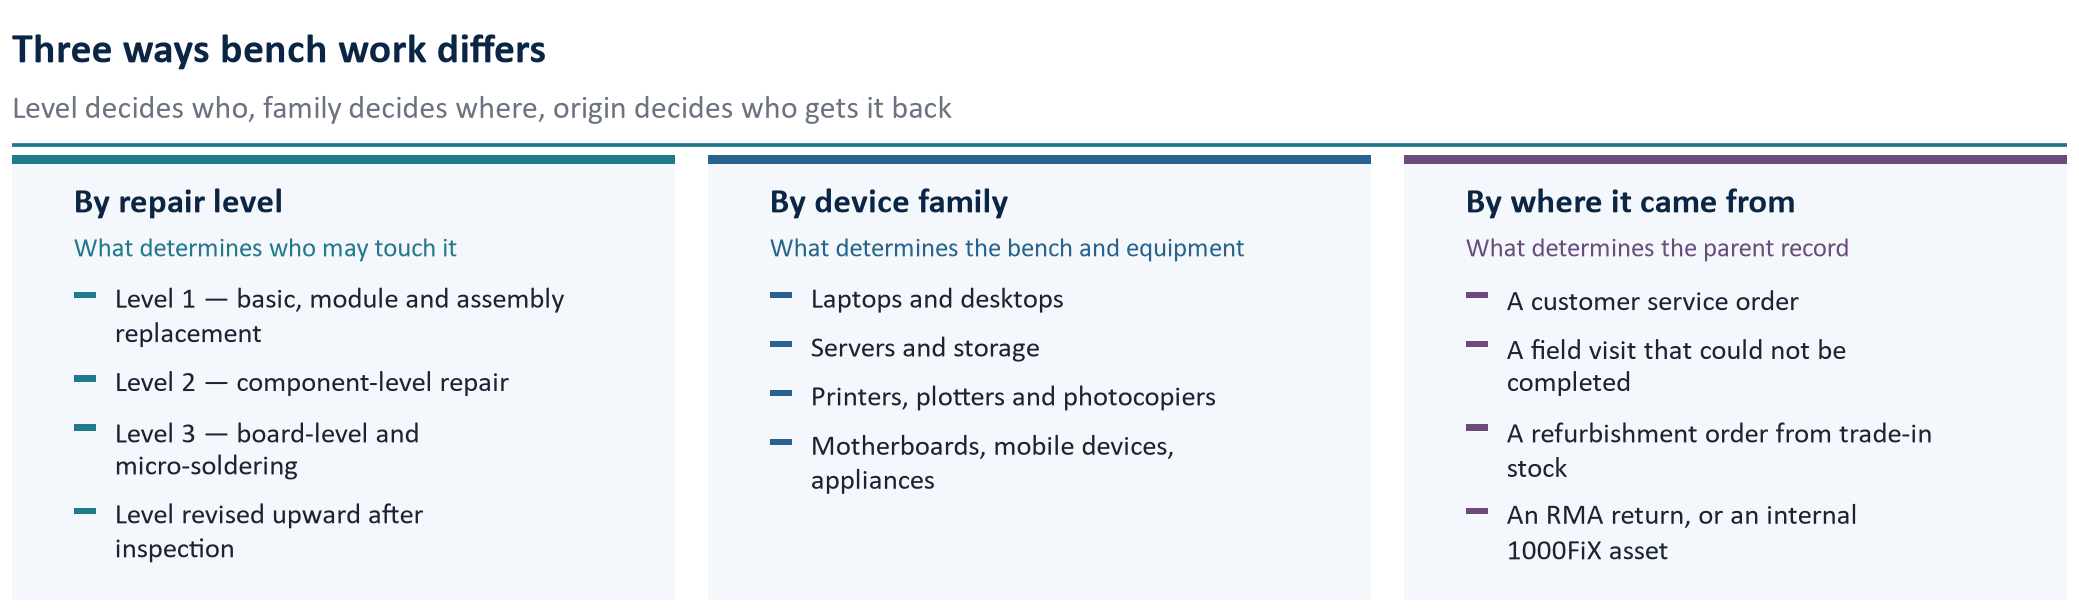 Three ways bench work differs
Level decides who, family decides where, origin decides who gets it back
By repair level
What determines who may touch it
Level 1 — basic, module and assembly
replacement
Level 2 — component-level repair
Level 3 — board-level and
micro-soldering
Level revised upward after
inspection
By device family
What determines the bench and equipment
Laptops and desktops
Servers and storage
Printers, plotters and photocopiers
Motherboards, mobile devices,
appliances
By where it came from
What determines the parent record
A customer service order
A field visit that could not be
completed
A refurbishment order from trade-in
stock
An RMA return, or an internal
1000FiX asset